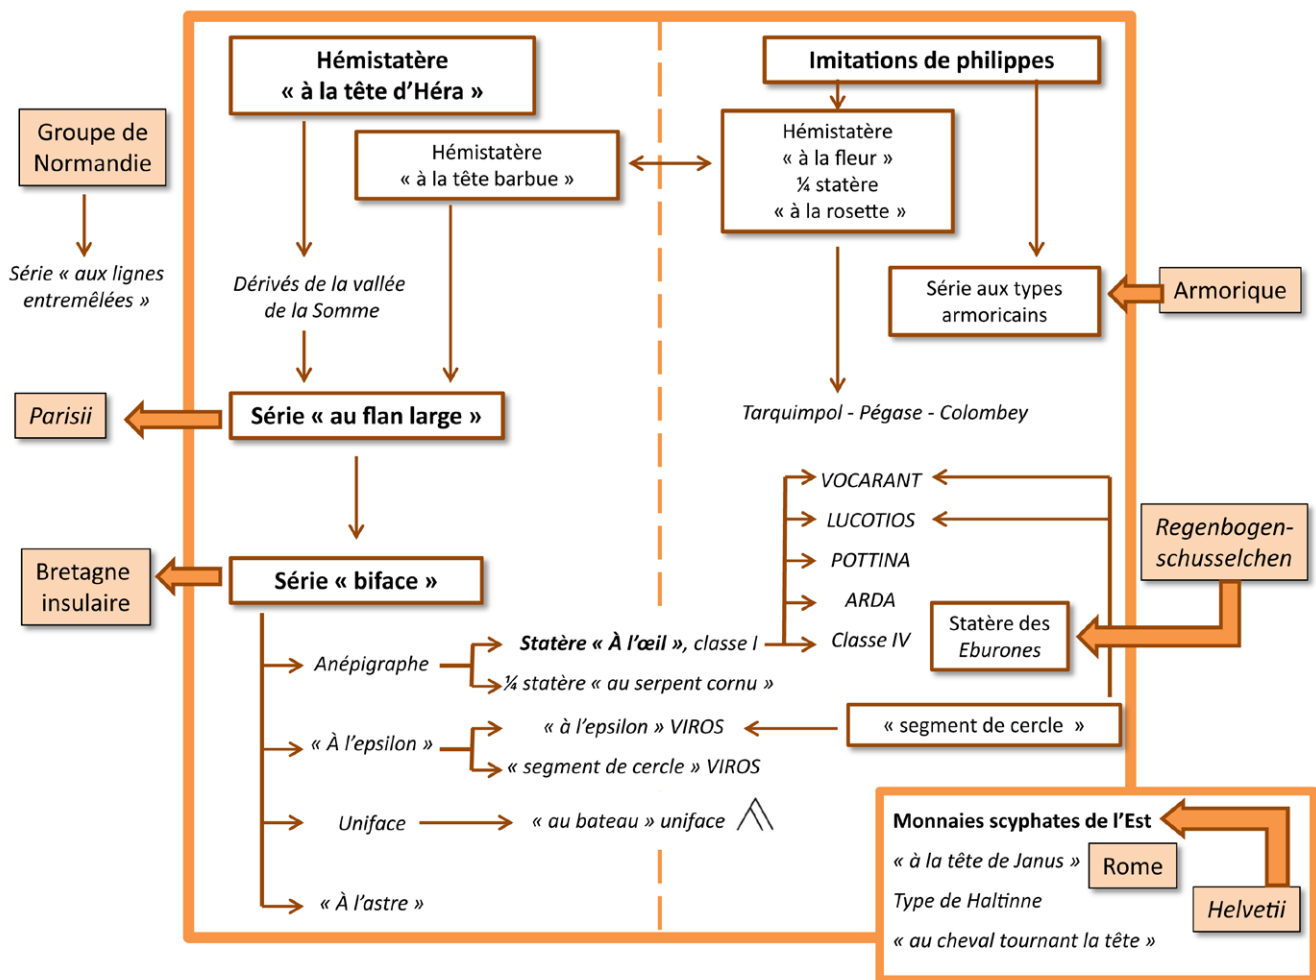 Hémistatère
« à la tête d’Héra »
Imitations de philippes
Groupe de
Normandie
Hémistatère
« à la tête barbue »
Hémistatère
« à la fleur »
¼ statère
« à la rosette »
Série « aux lignes
entremêlées »
Dérivés de la vallée
de la Somme
Série aux types
armoricains
Armorique
Parisii
Série « au flan large »
Tarquimpol - Pégase - Colombey
VOCARANT
LUCOTIOS
POTTINA
ARDA
Classe IV
Regenbogen-
schusselchen
Bretagne
insulaire
Série « biface »
Statère des
Eburones
Anépigraphe
Statère « À l’œil », classe I
¼ statère « au serpent cornu »
« À l’epsilon »
« à l’epsilon » VIROS
« segment de cercle » VIROS
« segment de cercle »
Uniface
« au bateau » uniface
« À l’astre »
Monnaies scyphates de l’Est
« à la tête de Janus »
Rome
Type de Haltinne
Helvetii
« au cheval tournant la tête »